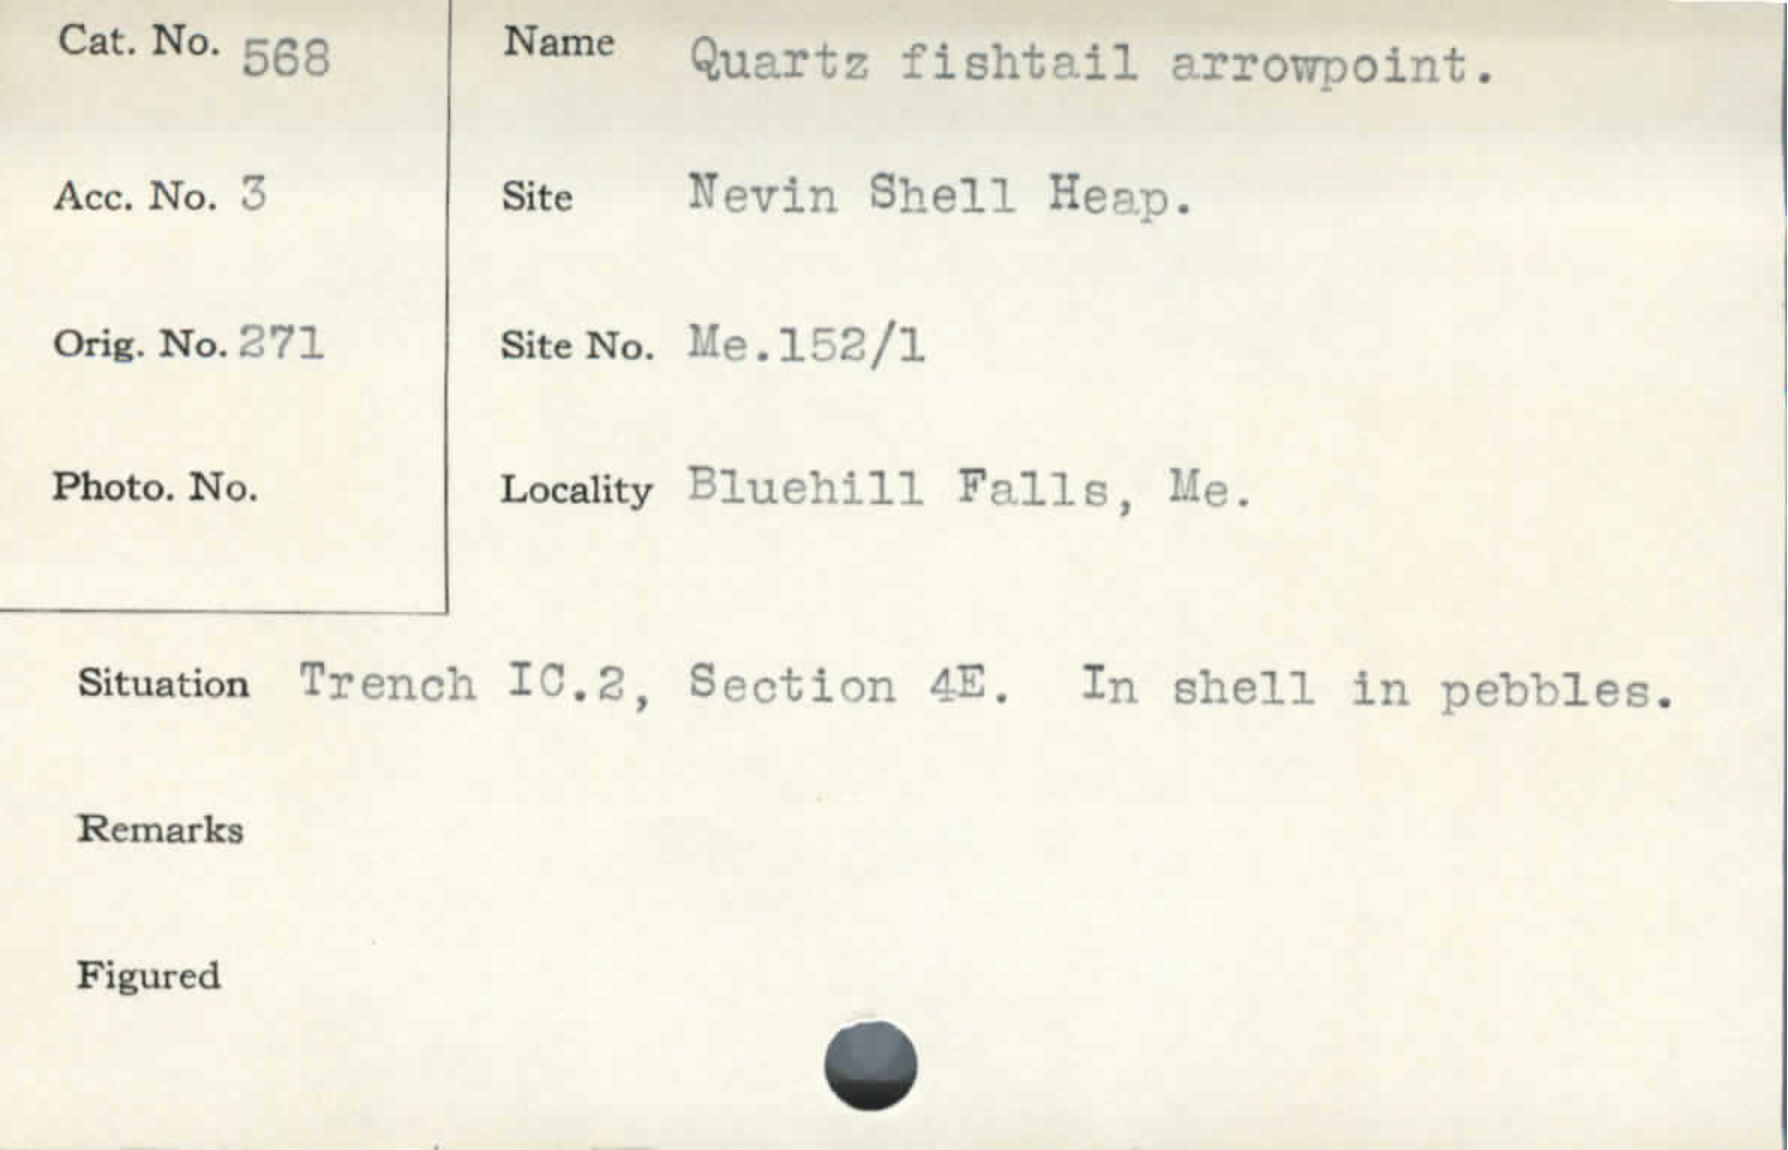 Cat. No. 568
Name Quartz fishtail arrowpoint.
Acc. No. 3
Site Nevin Shell Heap.
Orig. No. 271
Site No. Me.152/1
Photo. No.
Locality Bluehill Falls, Me.
Situation Trench IC.2, Section 4E. In shell in pebbles.
Remarks
Figured